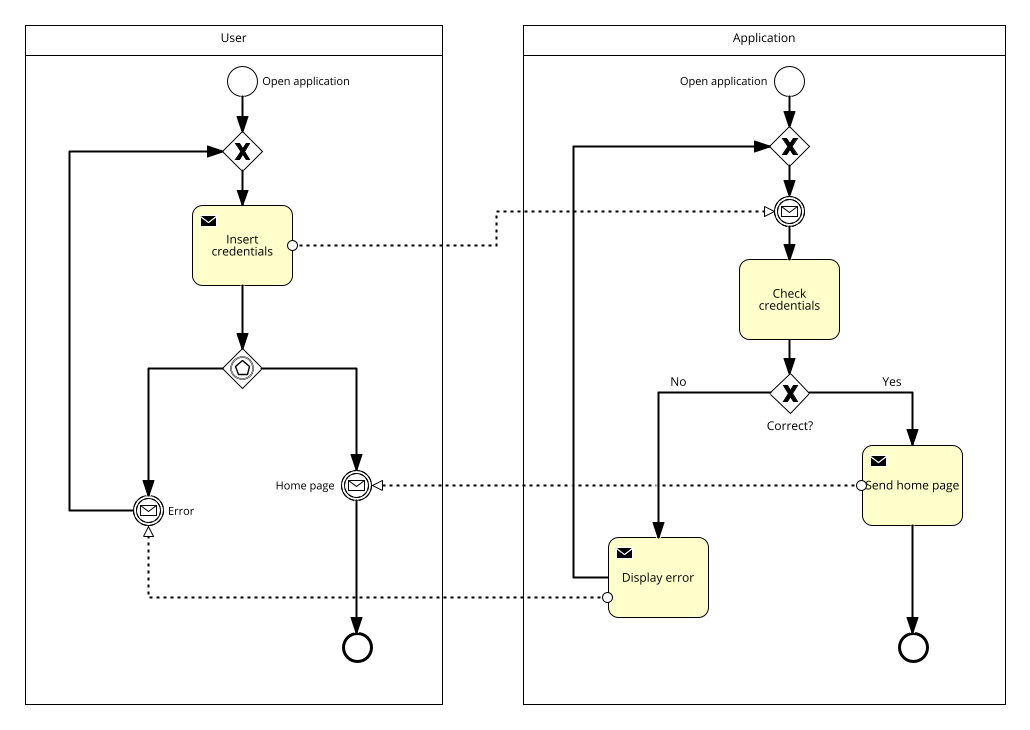 User
Open application
Insert
credentials
Home page
Error
Application
Open application
Check
credentials
No
Yes
Correct?
Send home page
Display error